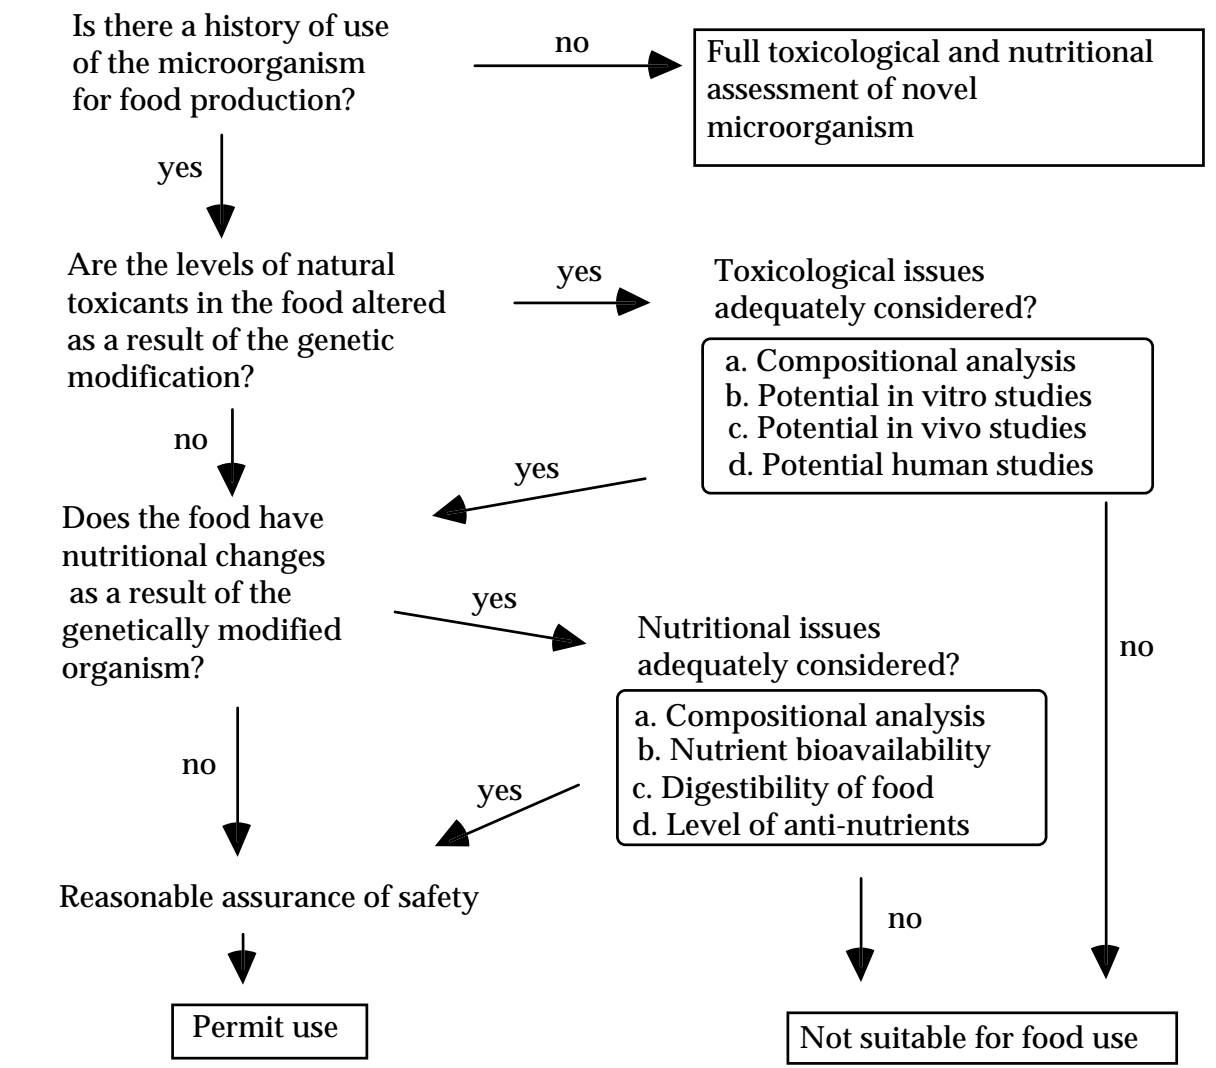 Is there a history of use
of the microorganism
for food production?
no
Full toxicological and nutritional
assessment of novel
microorganism
yes
Are the levels of natural
toxicants in the food altered
as a result of the genetic
modification?
yes
Toxicological issues
adequately considered?
a. Compositional analysis
b. Potential in vitro studies
c. Potential in vivo studies
d. Potential human studies
no
yes
Does the food have
nutritional changes
as a result of the
genetically modified
organism?
yes
Nutritional issues
adequately considered?
a. Compositional analysis
b. Nutrient bioavailability
c. Digestibility of food
d. Level of anti-nutrients
no
no
yes
Reasonable assurance of safety
no
Permit use
Not suitable for food use